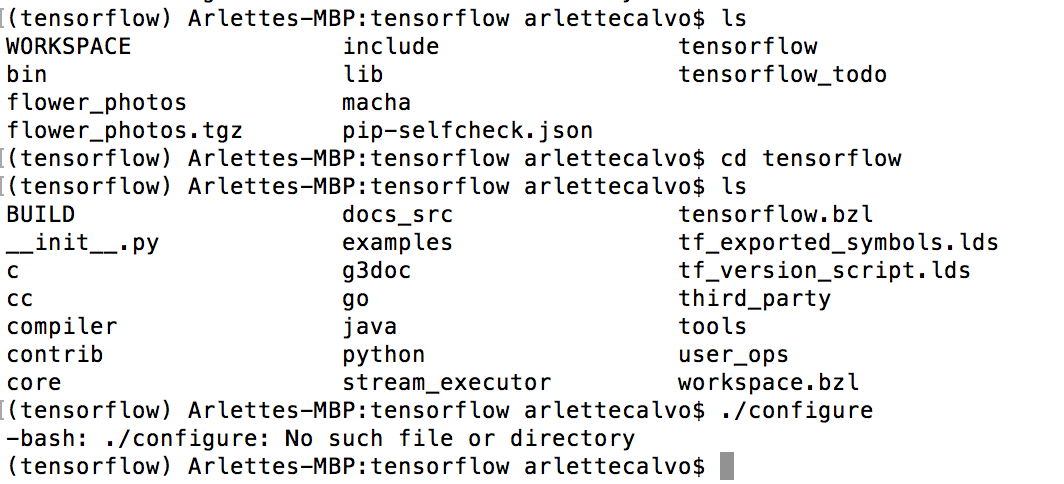 (tensorflow) Arlettes-MBP:tensorflow arlettecalvo$ ls
WORKSPACE include tensorflow
bin lib tensorflow_todo
flower_photos macha
flower_photos.tgz pip-selfcheck.json
(tensorflow) Arlettes-MBP:tensorflow arlettecalvo$ cd tensorflow
(tensorflow) Arlettes-MBP:tensorflow arlettecalvo$ ls
BUILD docs_src tensorflow.bzl
__init__.py examples tf_exported_symbols.lds
c g3doc tf_version_script.lds
cc go third_party
compiler java tools
contrib python user_ops
core stream_executor workspace.bzl
(tensorflow) Arlettes-MBP:tensorflow arlettecalvo$ ./configure
-bash: ./configure: No such file or directory
(tensorflow) Arlettes-MBP:tensorflow arlettecalvo$